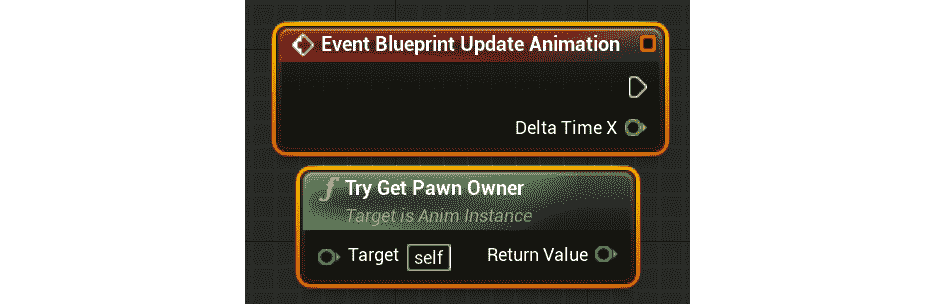 Event Blueprint Update Animation
Delta Time X
f Try Get Pawn Owner
Target is Anim Instance
Target self Return Value